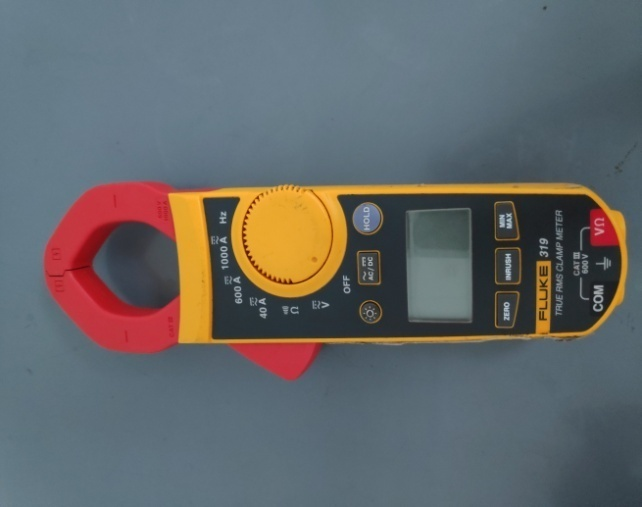 Hz
1000 A
600 A
40 A
Ω
V
OFF
HOLD
AC / DC
MIN
MAX
INRUSH
ZERO
FLUKE 319
TRUE RMS CLAMP METER
CAT III
600 V
COM
VΩ